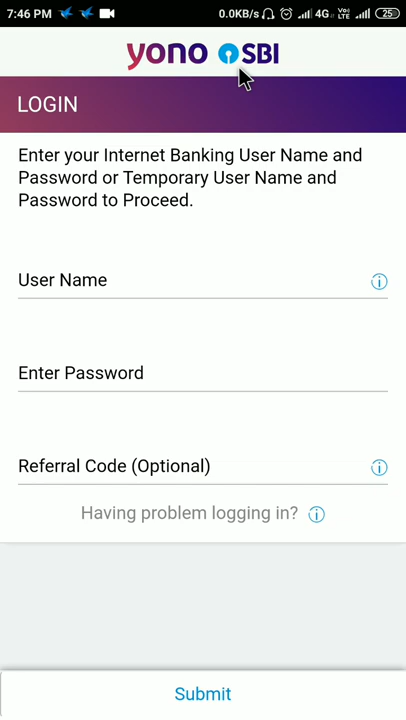 7:46 PM 0.0KB/s 4G Vo) LTE 25
yono SBI
LOGIN
Enter your Internet Banking User Name and
Password or Temporary User Name and
Password to Proceed.
User Name
Enter Password
Referral Code (Optional)
Having problem logging in?
Submit